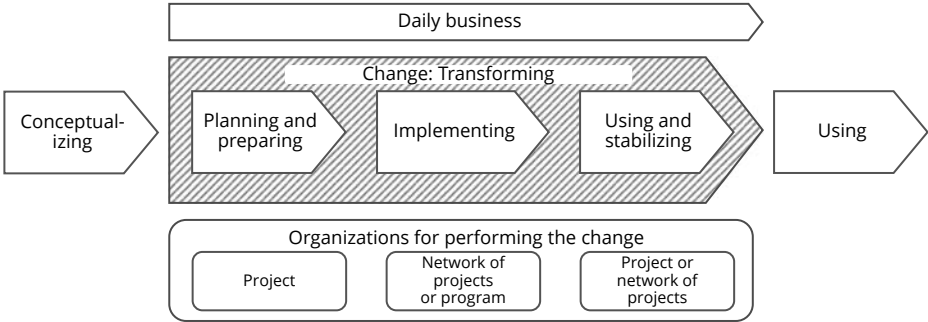 Daily business
Change: Transforming
Conceptual-
izing
Planning and
preparing
Implementing
Using and
stabilizing
Using
Organizations for performing the change
Project
Network of
projects
or program
Project or
network of
projects